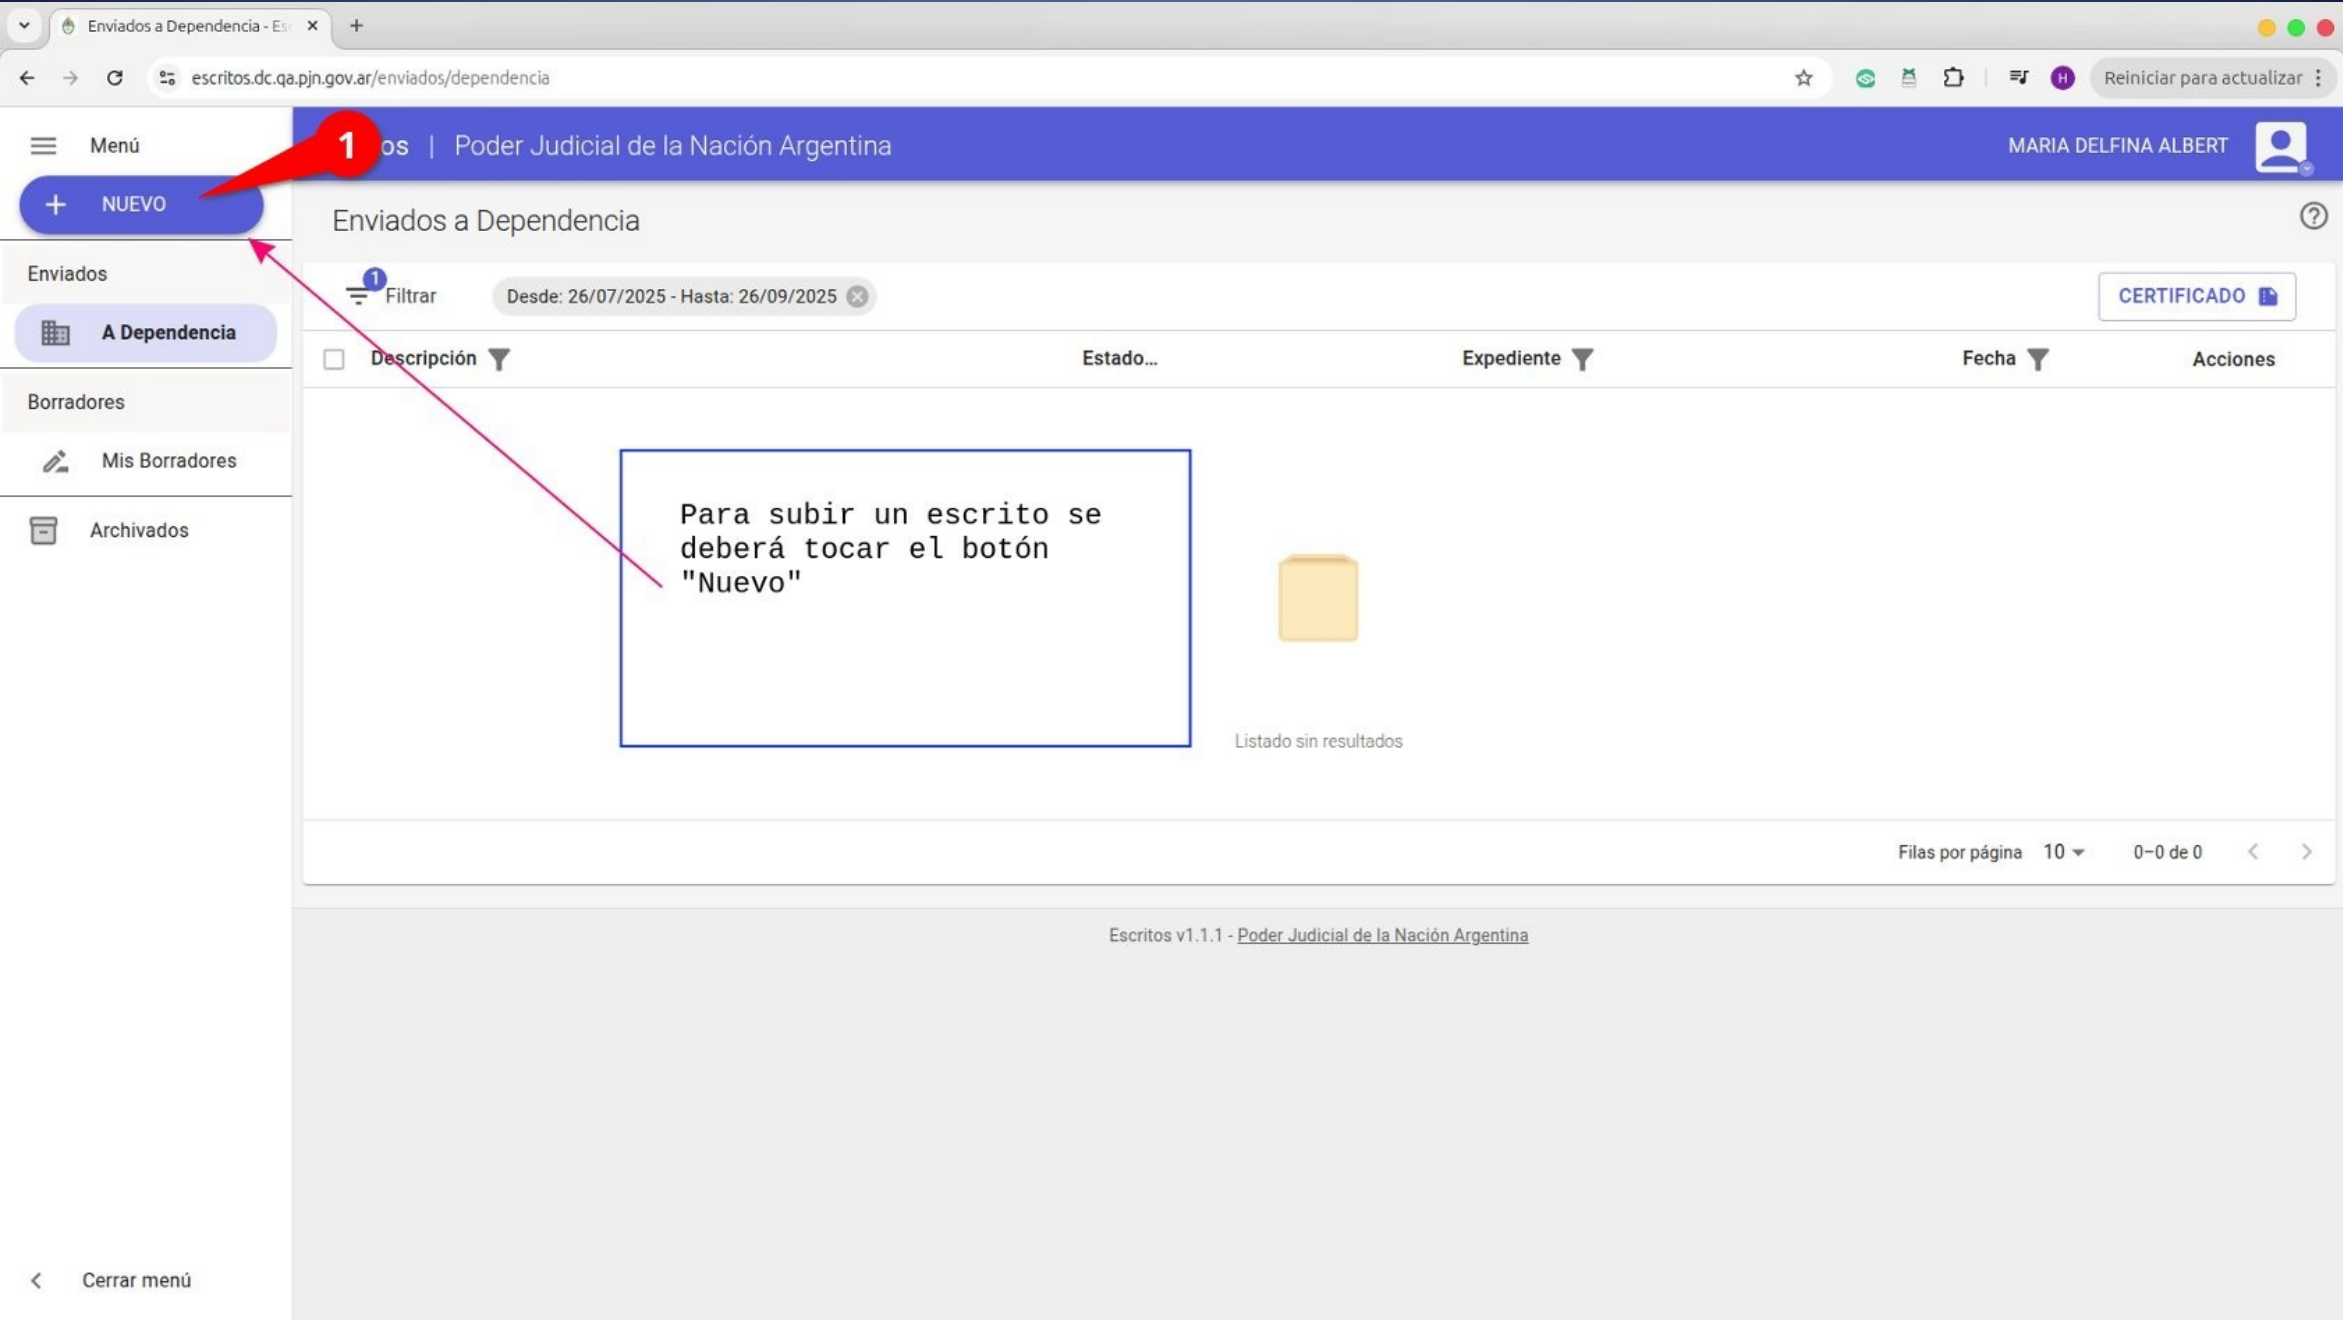 Enviados a Dependencia - Es
escritos.dc.qa.pjn.gov.ar/enviados/dependencia
H
Reiniciar para actualizar
Menú
1
os | Poder Judicial de la Nación Argentina
MARIA DELFINA ALBERT
+ NUEVO
Enviados a Dependencia
Enviados
1
Filtrar
Desde: 26/07/2025 - Hasta: 26/09/2025
CERTIFICADO
A Dependencia
Descripción
Estado...
Expediente
Fecha
Acciones
Borradores
Mis Borradores
Archivados
Para subir un escrito se
deberá tocar el botón
"Nuevo"
Listado sin resultados
Filas por página 10
0-0 de 0
Escritos v1.1.1 - Poder Judicial de la Nación Argentina
Cerrar menú